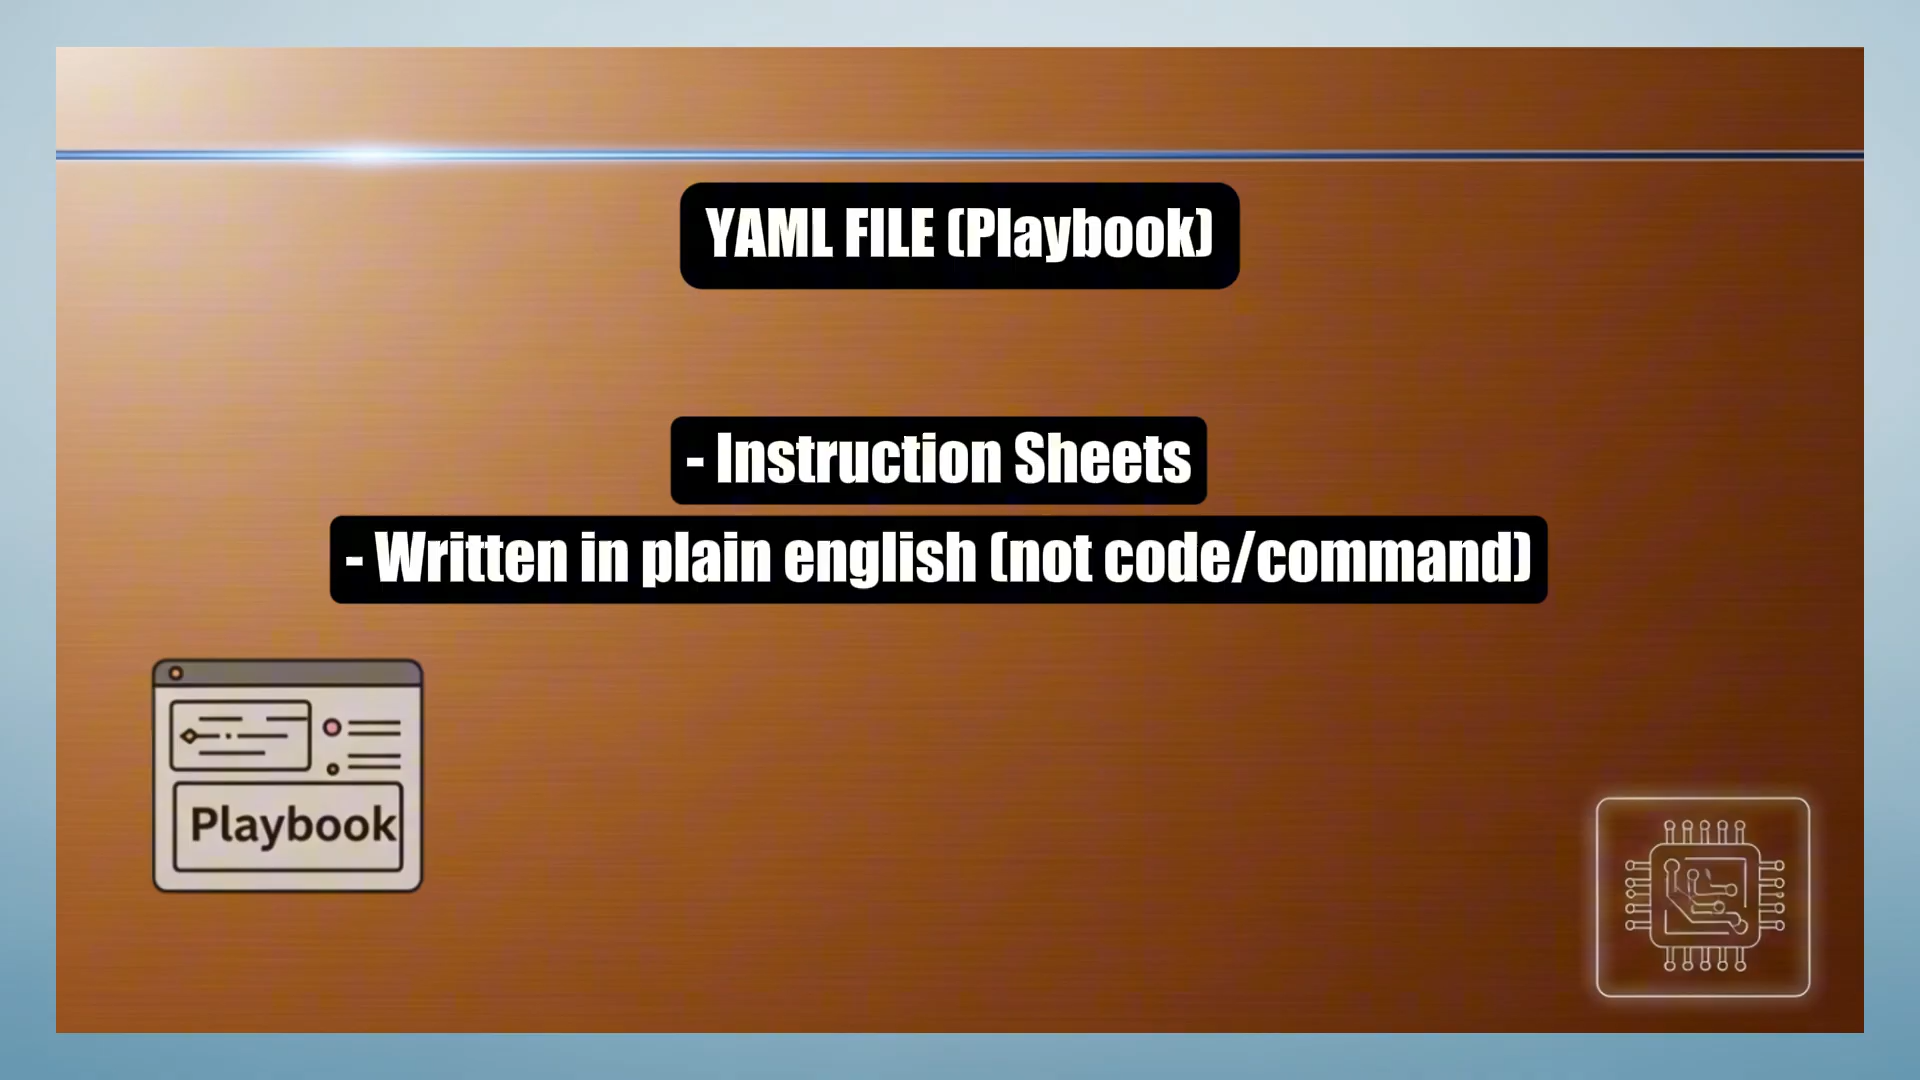 YAML FILE (Playbook)
- Instruction Sheets
- Written in plain english (not code/command)
Playbook